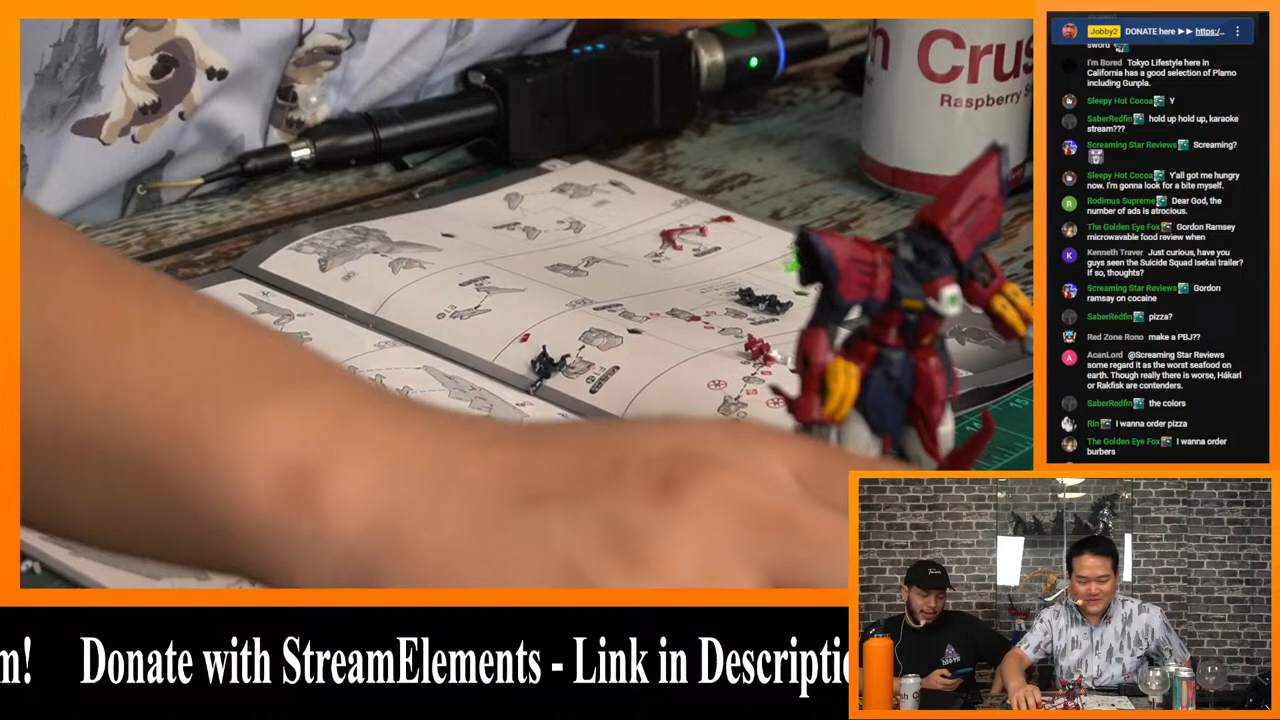 Crus
Raspberry S
15
Jobby2 DONATE here ►► https:/...
sword
I'm Bored Tokyo Lifestyle here in
California has a good selection of Plamo
including Gunpla.
Sleepy Hot Cocoa Y
SaberRedfin hold up hold up, karaoke
stream???
Screaming Star Reviews Screaming?
Sleepy Hot Cocoa Y'all got me hungry
now. I'm gonna look for a bite myself.
R Rodimus Supreme Dear God, the
number of ads is atrocious.
The Golden Eye Fox Gordon Ramsey
microwavable food review when
K Kenneth Traver Just curious, have you
guys seen the Suicide Squad Isekai trailer?
If so, thoughts?
Screaming Star Reviews Gordon
ramsay on cocaine
SaberRedfin pizza?
Red Zone Rono make a PBJ??
A AcanLord @Screaming Star Reviews
some regard it as the worst seafood on
earth. Though really there is worse, Hákarl
or Rakfisk are contenders.
SaberRedfin the colors
Rin I wanna order pizza
The Golden Eye Fox I wanna order
burbers
m! Donate with StreamElements - Link in Descriptio